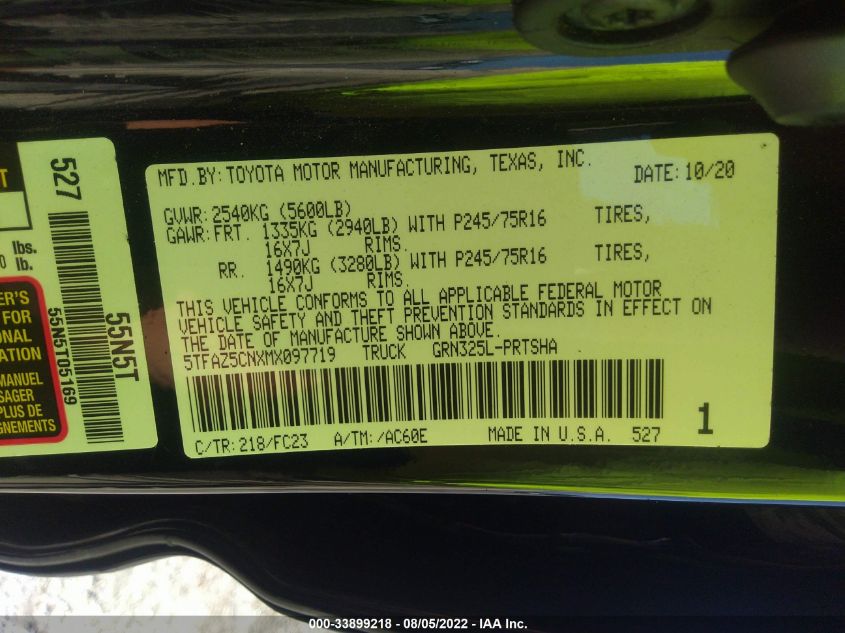 MFD.BY: TOYOTA MOTOR MANUFACTURING, TEXAS, INC. DATE: 10/20
GVWR: 2540KG (5600LB)
GAWR: FRT. 1335KG (2940LB) WITH P245/75R16 TIRES,
16X7J RIMS.
RR. 1490KG (3280LB) WITH P245/75R16 TIRES,
16X7J RIMS.
THIS VEHICLE CONFORMS TO ALL APPLICABLE FEDERAL MOTOR
VEHICLE SAFETY AND THEFT PREVENTION STANDARDS IN EFFECT ON
THE DATE OF MANUFACTURE SHOWN ABOVE.
5TFAZ5CNXMX097719 TRUCK GRN325L-PRTSHA
C/TR: 218/FC23 A/TM: /AC60E MADE IN U.S.A. 527
1
527
55N5T
55N5T05169
lbs.
lb.
ER'S
FOR
ONAL
ATION
MANUEL
SSAGER
PLUS DE
GNEMENTS
000-33899218 - 08/05/2022 - IAA Inc.